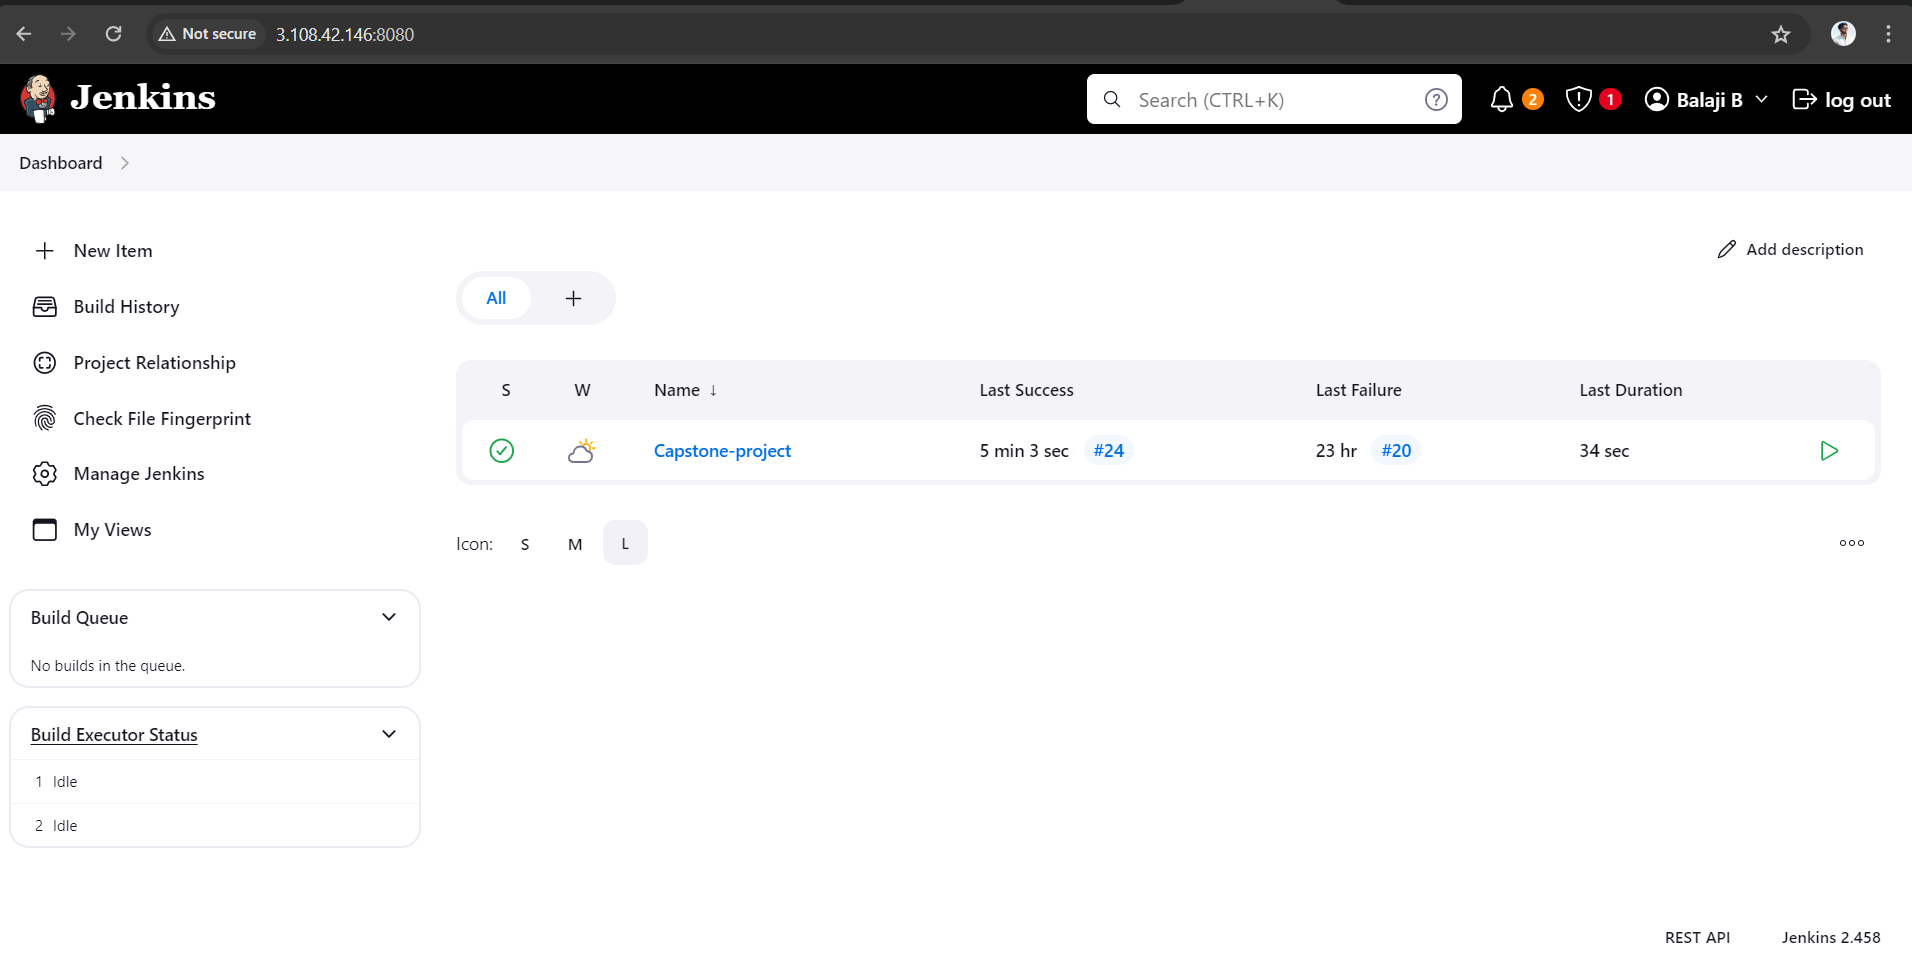 Not secure 3.108.42.146:8080
Jenkins
Search (CTRL+K) ?
2
1
Balaji B
log out
Dashboard
New Item
Build History
Project Relationship
Check File Fingerprint
Manage Jenkins
My Views
Build Queue
No builds in the queue.
Build Executor Status
1 Idle
2 Idle
Add description
All +
S W Name ↓ Last Success Last Failure Last Duration
Capstone-project 5 min 3 sec #24 23 hr #20 34 sec
Icon: S M L
REST API Jenkins 2.458